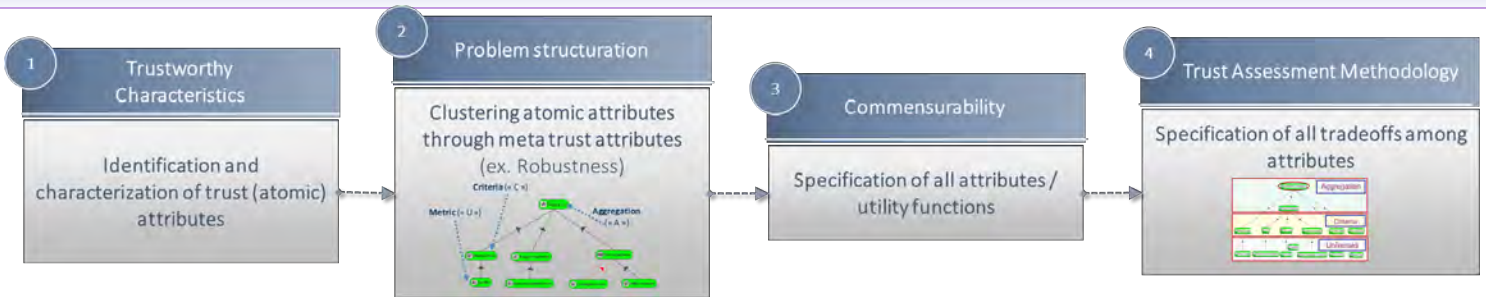 1
Trustworthy
Characteristics
Identification and
characterization of trust (atomic)
attributes
2
Problem structuration
Clustering atomic attributes
through meta trust attributes
(ex. Robustness)
Criteria (« C »)
Metric (« U »)
Aggregation
(« A »)
3
Commensurability
Specification of all attributes /
utility functions
4
Trust Assessment Methodology
Specification of all tradeoffs among
attributes
Aggregation
Criteria
Universes